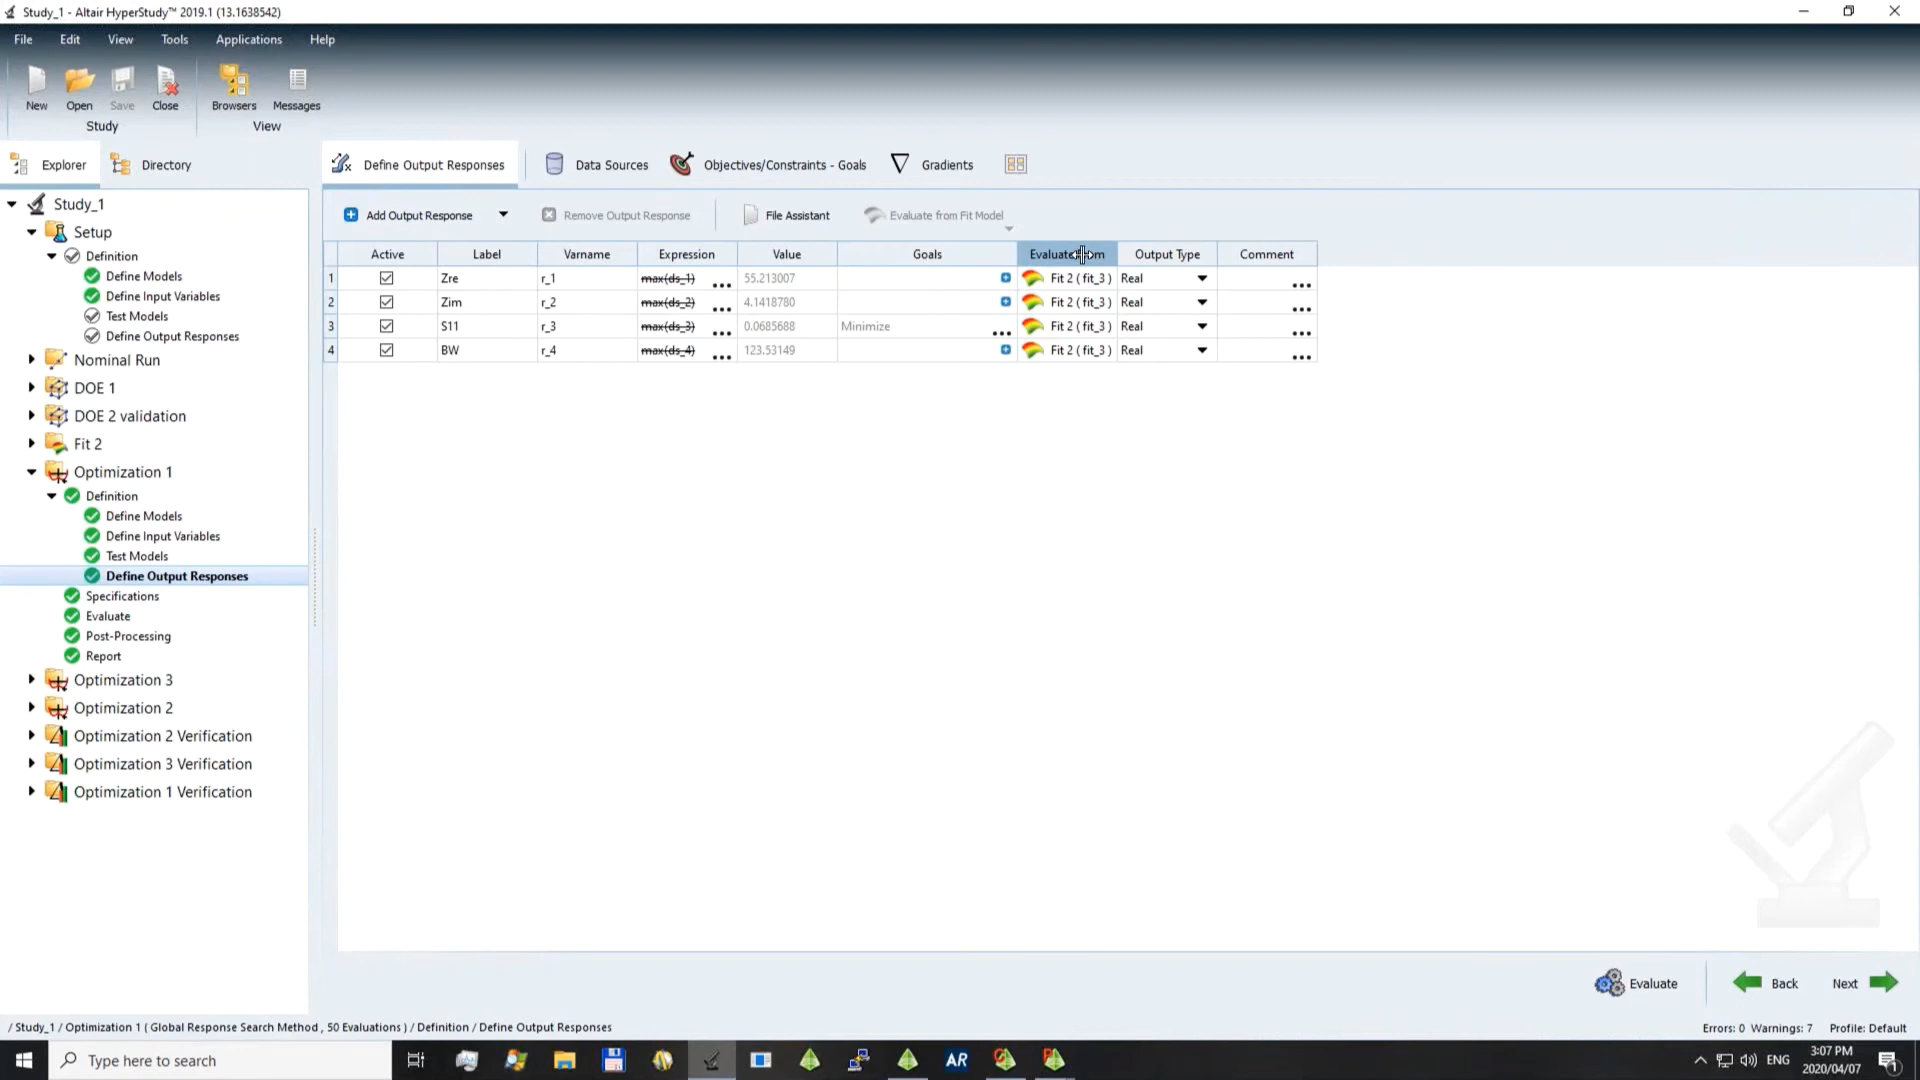 Study_1 - Altair HyperStudy™ 2019.1 (13.1638542)
File Edit View Tools Applications Help
New Open Save Close Browsers Messages
Study View
Explorer Directory
Define Output Responses Data Sources Objectives/Constraints - Goals Gradients
Add Output Response Remove Output Response File Assistant Evaluate from Fit Model
Active Label Varname Expression Value Goals Evaluate From Output Type Comment
1 Zre r_1 max(ds_1) ... 55.213007 Fit 2 ( fit_3 ) Real ...
2 Zim r_2 max(ds_2) ... 4.1418780 Fit 2 ( fit_3 ) Real ...
3 S11 r_3 max(ds_3) ... 0.0685688 Minimize ... Fit 2 ( fit_3 ) Real ...
4 BW r_4 max(ds_4) ... 123.53149 Fit 2 ( fit_3 ) Real ...
Study_1
Setup
Definition
Define Models
Define Input Variables
Test Models
Define Output Responses
Nominal Run
DOE 1
DOE 2 validation
Fit 2
Optimization 1
Definition
Define Models
Define Input Variables
Test Models
Define Output Responses
Specifications
Evaluate
Post-Processing
Report
Optimization 3
Optimization 2
Optimization 2 Verification
Optimization 3 Verification
Optimization 1 Verification
Evaluate Back Next
/ Study_1 / Optimization 1 ( Global Response Search Method , 50 Evaluations ) / Definition / Define Output Responses
Errors: 0 Warnings: 7 Profile: Default
Type here to search
AR
ENG
3:07 PM
2020/04/07
1